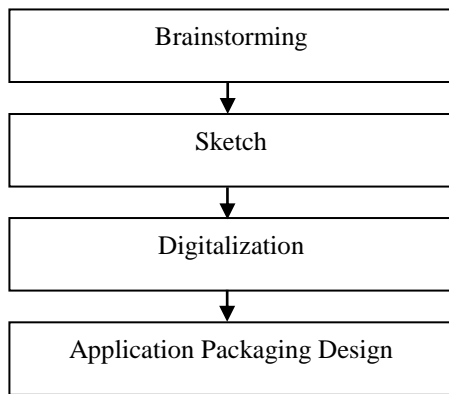 Brainstorming
Sketch
Digitalization
Application Packaging Design